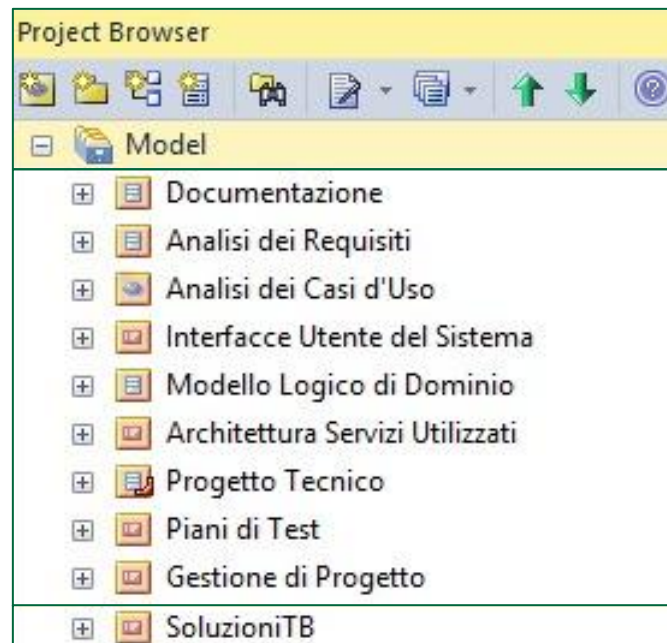 Project Browser
Model
Documentazione
Analisi dei Requisiti
Analisi dei Casi d'Uso
Interfacce Utente del Sistema
Modello Logico di Dominio
Architettura Servizi Utilizzati
Progetto Tecnico
Piani di Test
Gestione di Progetto
SoluzioniTB